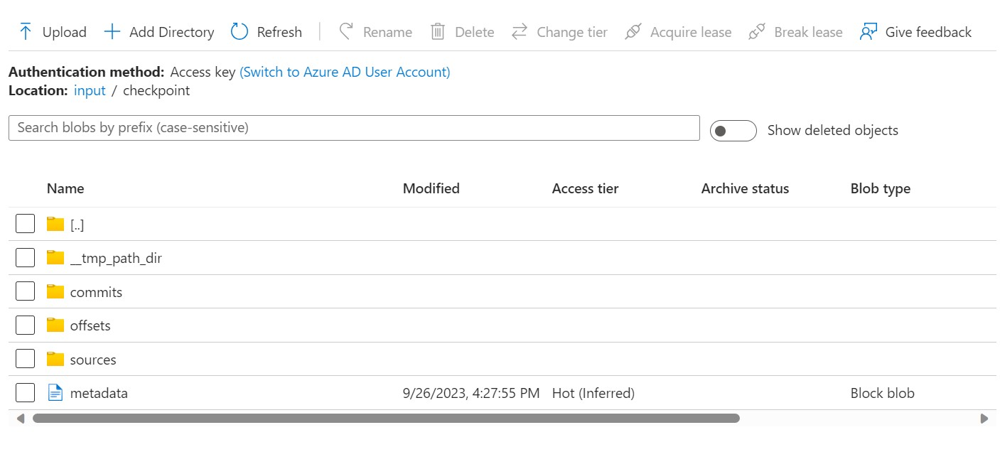 Upload Add Directory Refresh Rename Delete Change tier Acquire lease Break lease Give feedback
Authentication method: Access key (Switch to Azure AD User Account)
Location: input / checkpoint
Search blobs by prefix (case-sensitive) Show deleted objects
Name Modified Access tier Archive status Blob type
[..]
__tmp_path_dir
commits
offsets
sources
metadata 9/26/2023, 4:27:55 PM Hot (Inferred) Block blob